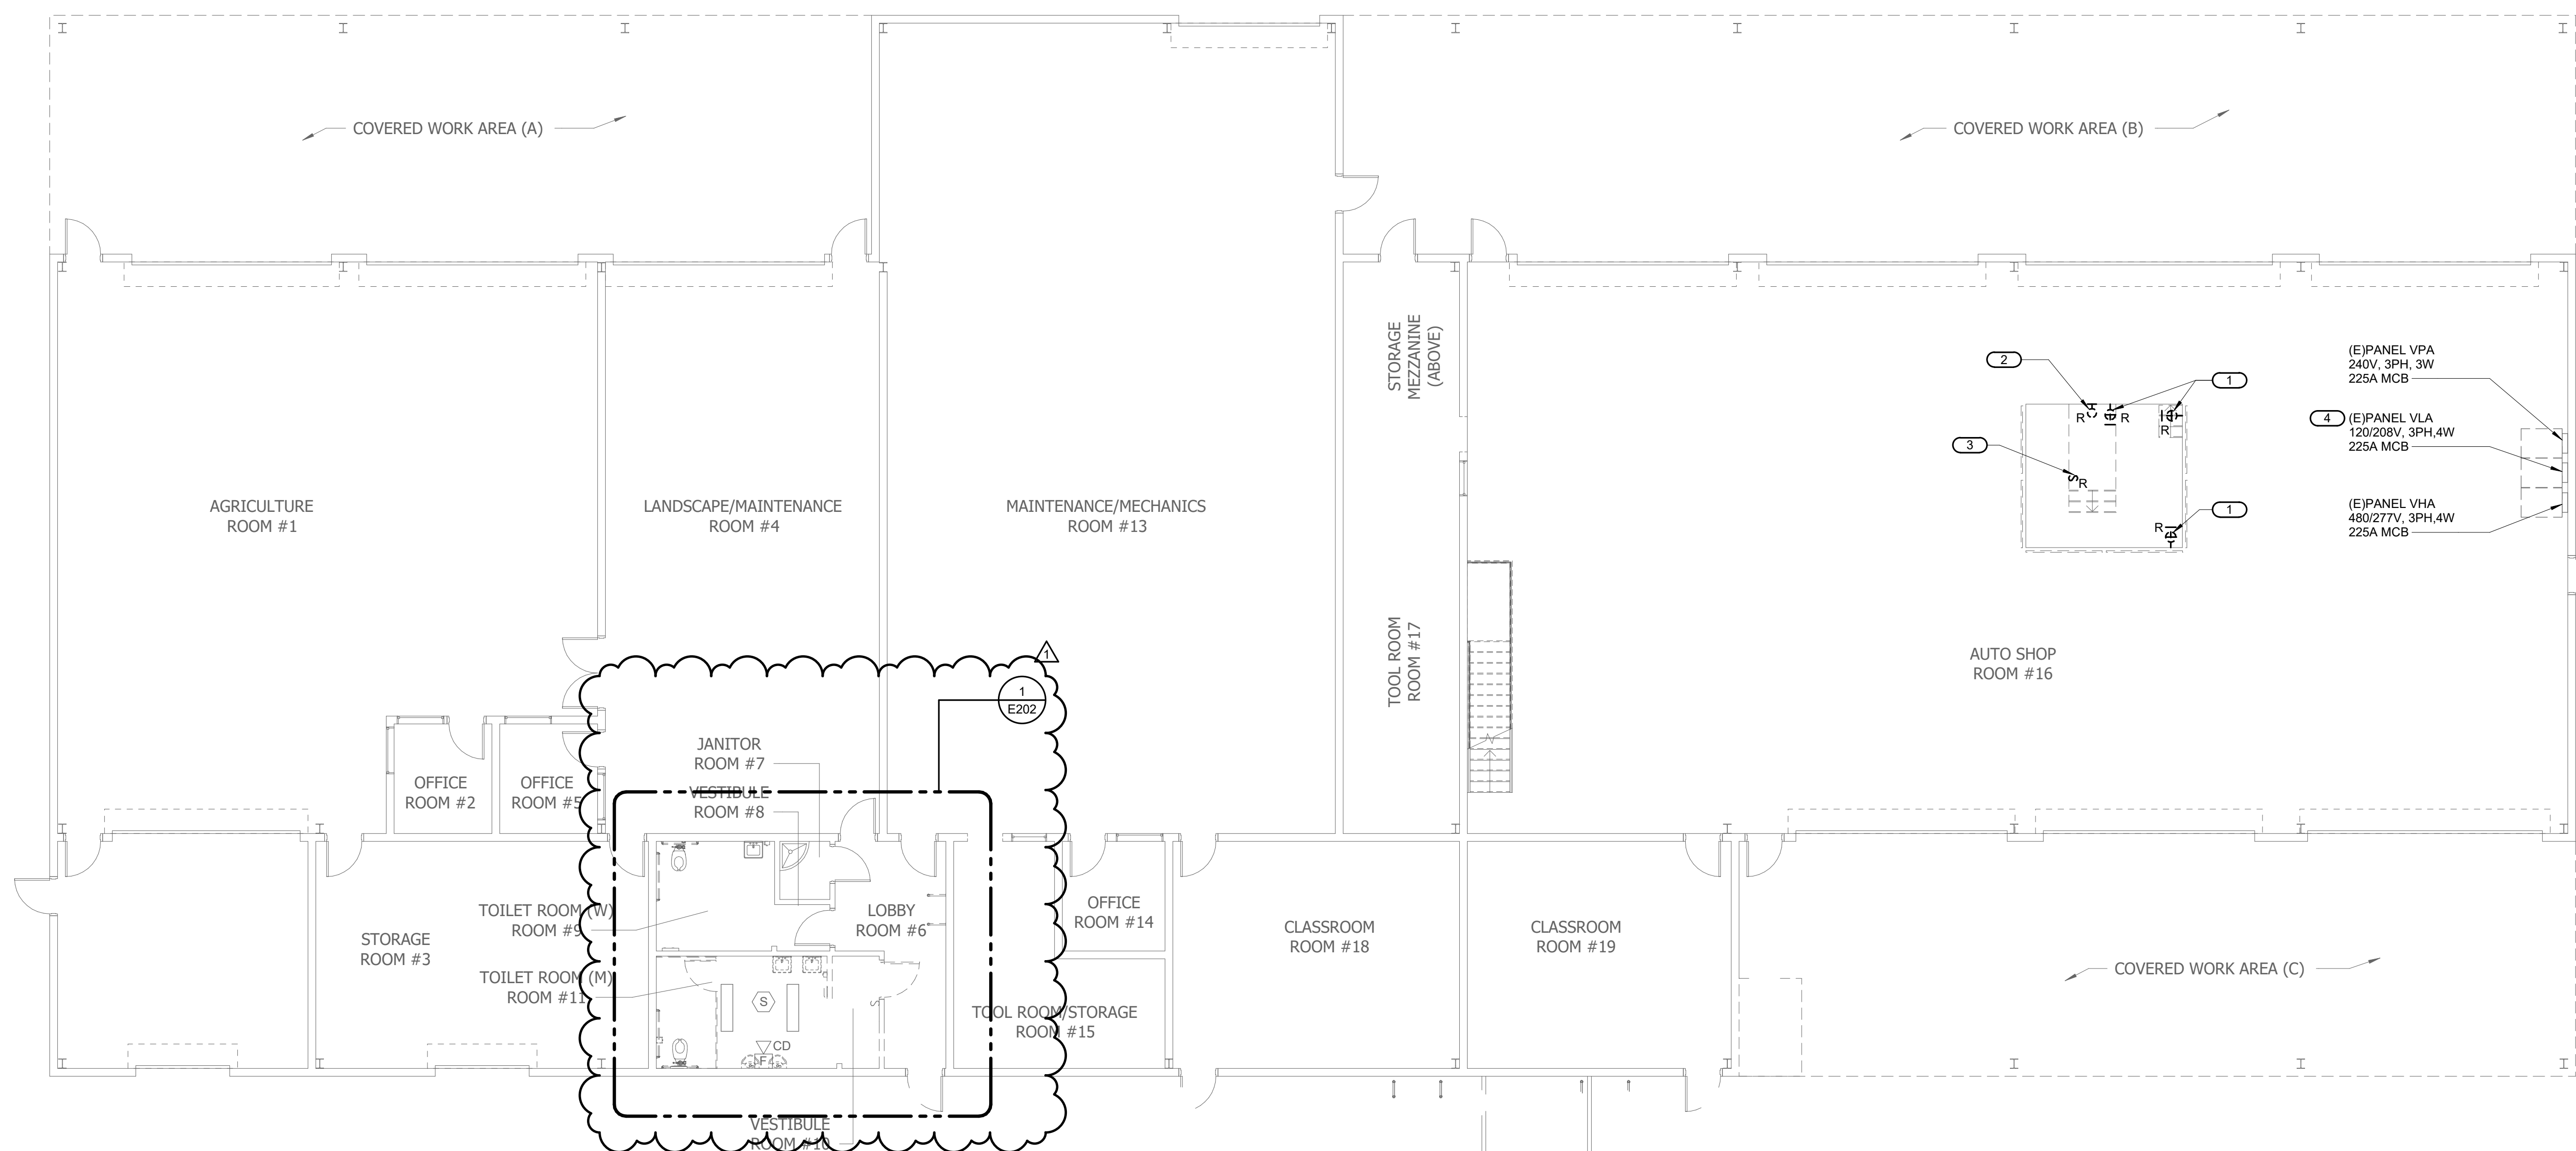 COVERED WORK AREA (A)
COVERED WORK AREA (B)
STORAGE
MEZZANINE
(ABOVE)
2
1
(E)PANEL VPA
240V, 3PH, 3W
225A MCB
R
R
R
4
(E)PANEL VLA
120/208V, 3PH,4W
225A MCB
3
S
R
(E)PANEL VHA
480/277V, 3PH,4W
225A MCB
1
R
AGRICULTURE
ROOM #1
LANDSCAPE/MAINTENANCE
ROOM #4
MAINTENANCE/MECHANICS
ROOM #13
TOOL ROOM
ROOM #17
AUTO SHOP
ROOM #16
1
1
E202
JANITOR
ROOM #7
OFFICE
ROOM #2
OFFICE
ROOM #5
VESTIBULE
ROOM #8
TOILET ROOM (W)
ROOM #9
LOBBY
ROOM #6
OFFICE
ROOM #14
CLASSROOM
ROOM #18
CLASSROOM
ROOM #19
STORAGE
ROOM #3
TOILET ROOM (M)
ROOM #11
S
S
COVERED WORK AREA (C)
TOOL ROOM/STORAGE
ROOM #15
CD
F
VESTIBULE
ROOM #10